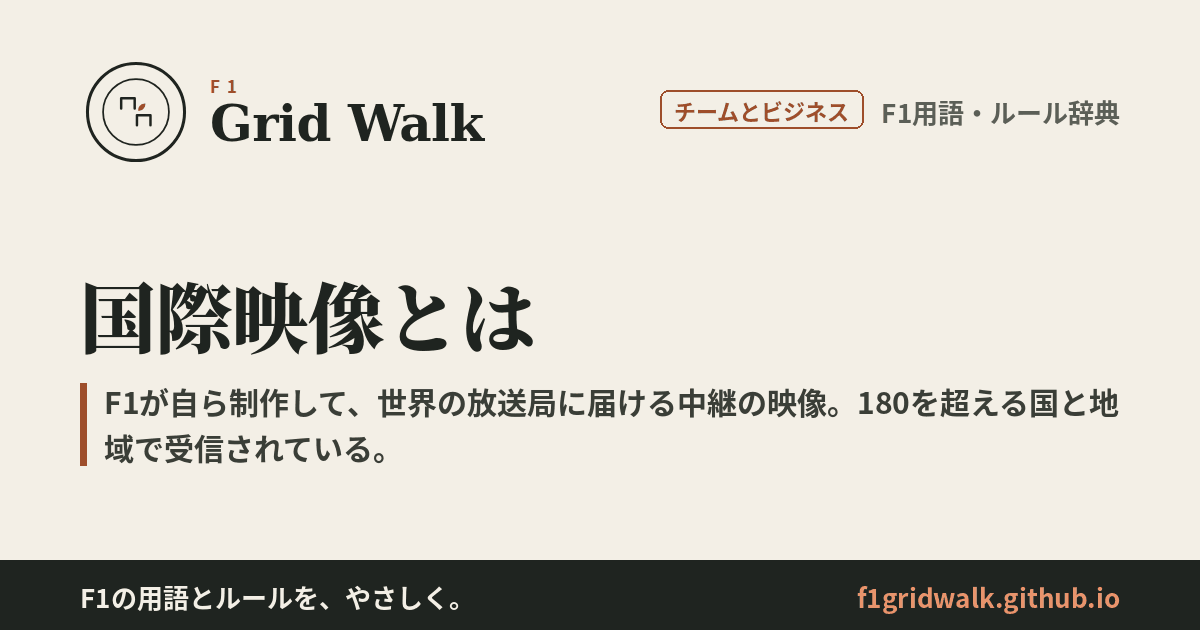 F1
Grid Walk
チームとビジネス
F1用語・ルール辞典
国際映像とは
F1が自ら制作して、世界の放送局に届ける中継の映像。180を超える国と地
域で受信されている。
F1の用語とルールを、やさしく。
f1gridwalk.github.io